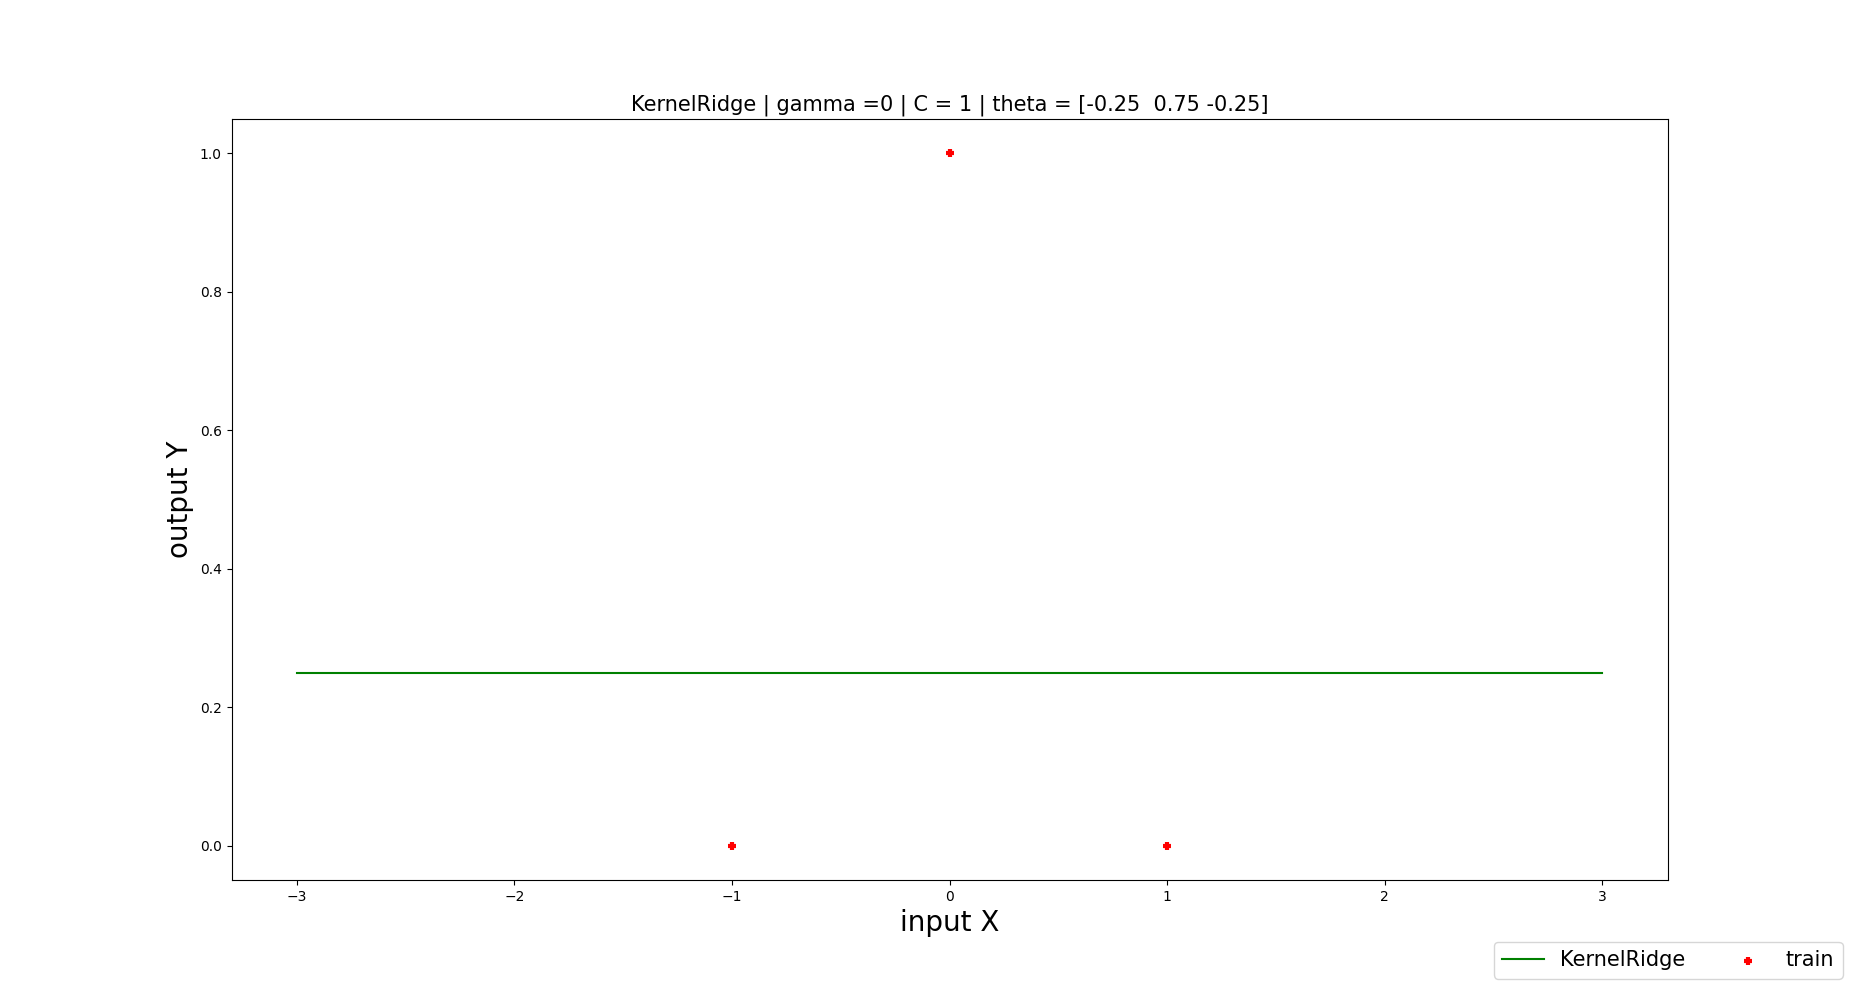 KernelRidge | gamma =0 | C = 1 | theta = [-0.25  0.75 -0.25]
1.0
0.8
0.6
0.4
0.2
0.0
output Y
−3
−2
−1
0
1
2
3
input X
KernelRidge
train